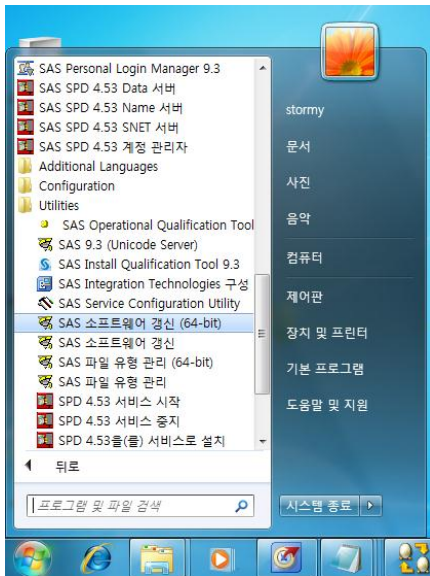 SAS Personal Login Manager 9.3
SAS SPD 4.53 Data 서버
SAS SPD 4.53 Name 서버
SAS SPD 4.53 SNET 서버
SAS SPD 4.53 계정 관리자
Additional Languages
Configuration
Utilities
SAS Operational Qualification Tool
SAS 9.3 (Unicode Server)
SAS Install Qualification Tool 9.3
SAS Integration Technologies 구성
SAS Service Configuration Utility
SAS 소프트웨어 갱신 (64-bit)
SAS 소프트웨어 갱신
SAS 파일 유형 관리 (64-bit)
SAS 파일 유형 관리
SPD 4.53 서비스 시작
SPD 4.53 서비스 중지
SPD 4.53을(를) 서비스로 설치
뒤로
프로그램 및 파일 검색
stormy
문서
사진
음악
컴퓨터
제어판
장치 및 프린터
기본 프로그램
도움말 및 지원
시스템 종료